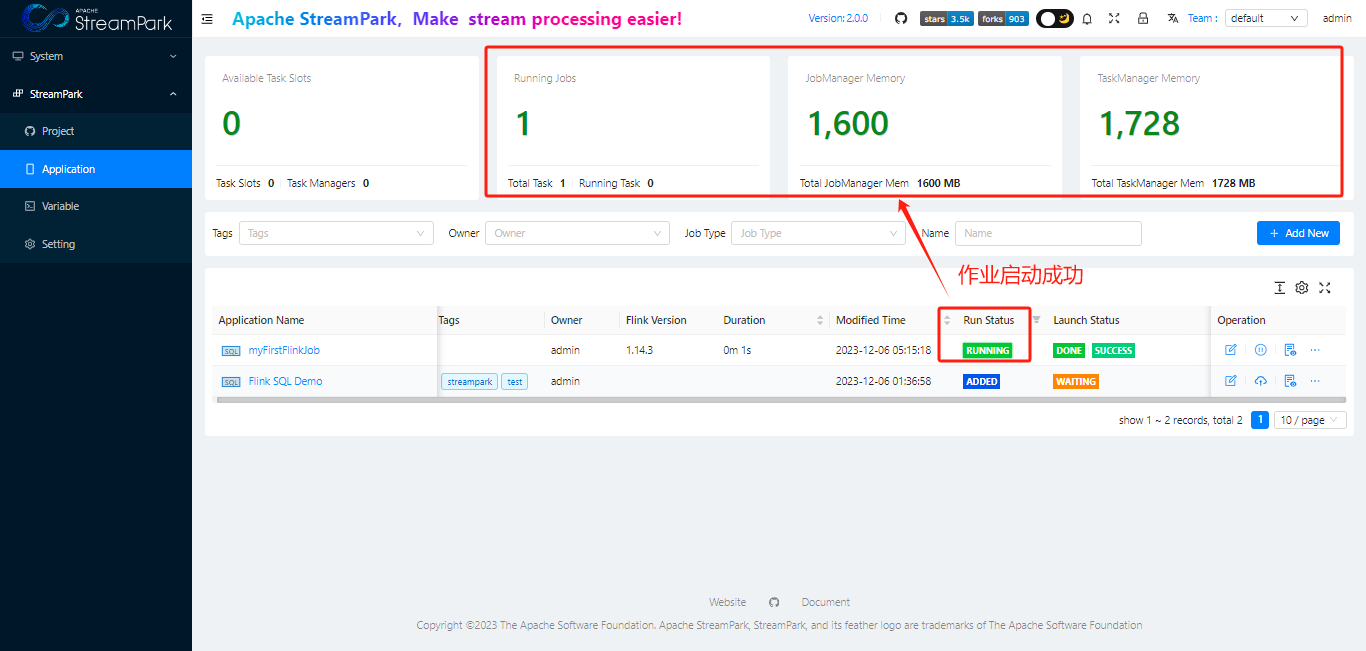 APACHE
StreamPark
Apache StreamPark, Make stream processing easier!
Version: 2.0.0
stars 3.5k forks 903
Team : default
admin
System
StreamPark
Project
Application
Variable
Setting
Available Task Slots
0
Task Slots 0 Task Managers 0
Running Jobs
1
Total Task 1 Running Task 0
JobManager Memory
1,600
Total JobManager Mem 1600 MB
TaskManager Memory
1,728
Total TaskManager Mem 1728 MB
Tags Tags Owner Owner Job Type Job Type Name Name + Add New
作业启动成功
Application Name Tags Owner Flink Version Duration Modified Time Run Status Launch Status Operation
SQL myFirstFlinkJob admin 1.14.3 0m 1s 2023-12-06 05:15:18 RUNNING DONE SUCCESS ...
SQL Flink SQL Demo streampark test admin 2023-12-06 01:36:58 ADDED WAITING ...
show 1 ~ 2 records, total 2 1 10 / page
Website Document
Copyright ©2023 The Apache Software Foundation. Apache StreamPark, StreamPark, and its feather logo are trademarks of The Apache Software Foundation